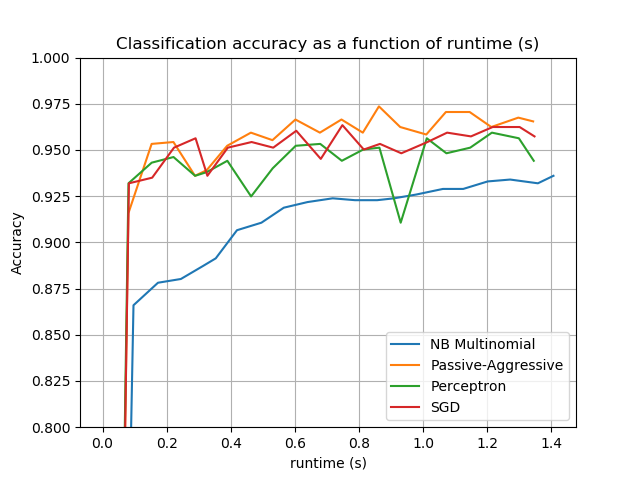 Classification accuracy as a function of runtime (s)
1.000
0.975
0.950
0.925
0.900
0.875
0.850
0.825
0.800
Accuracy
NB Multinomial
Passive-Aggressive
Perceptron
SGD
0.0 0.2 0.4 0.6 0.8 1.0 1.2 1.4
runtime (s)